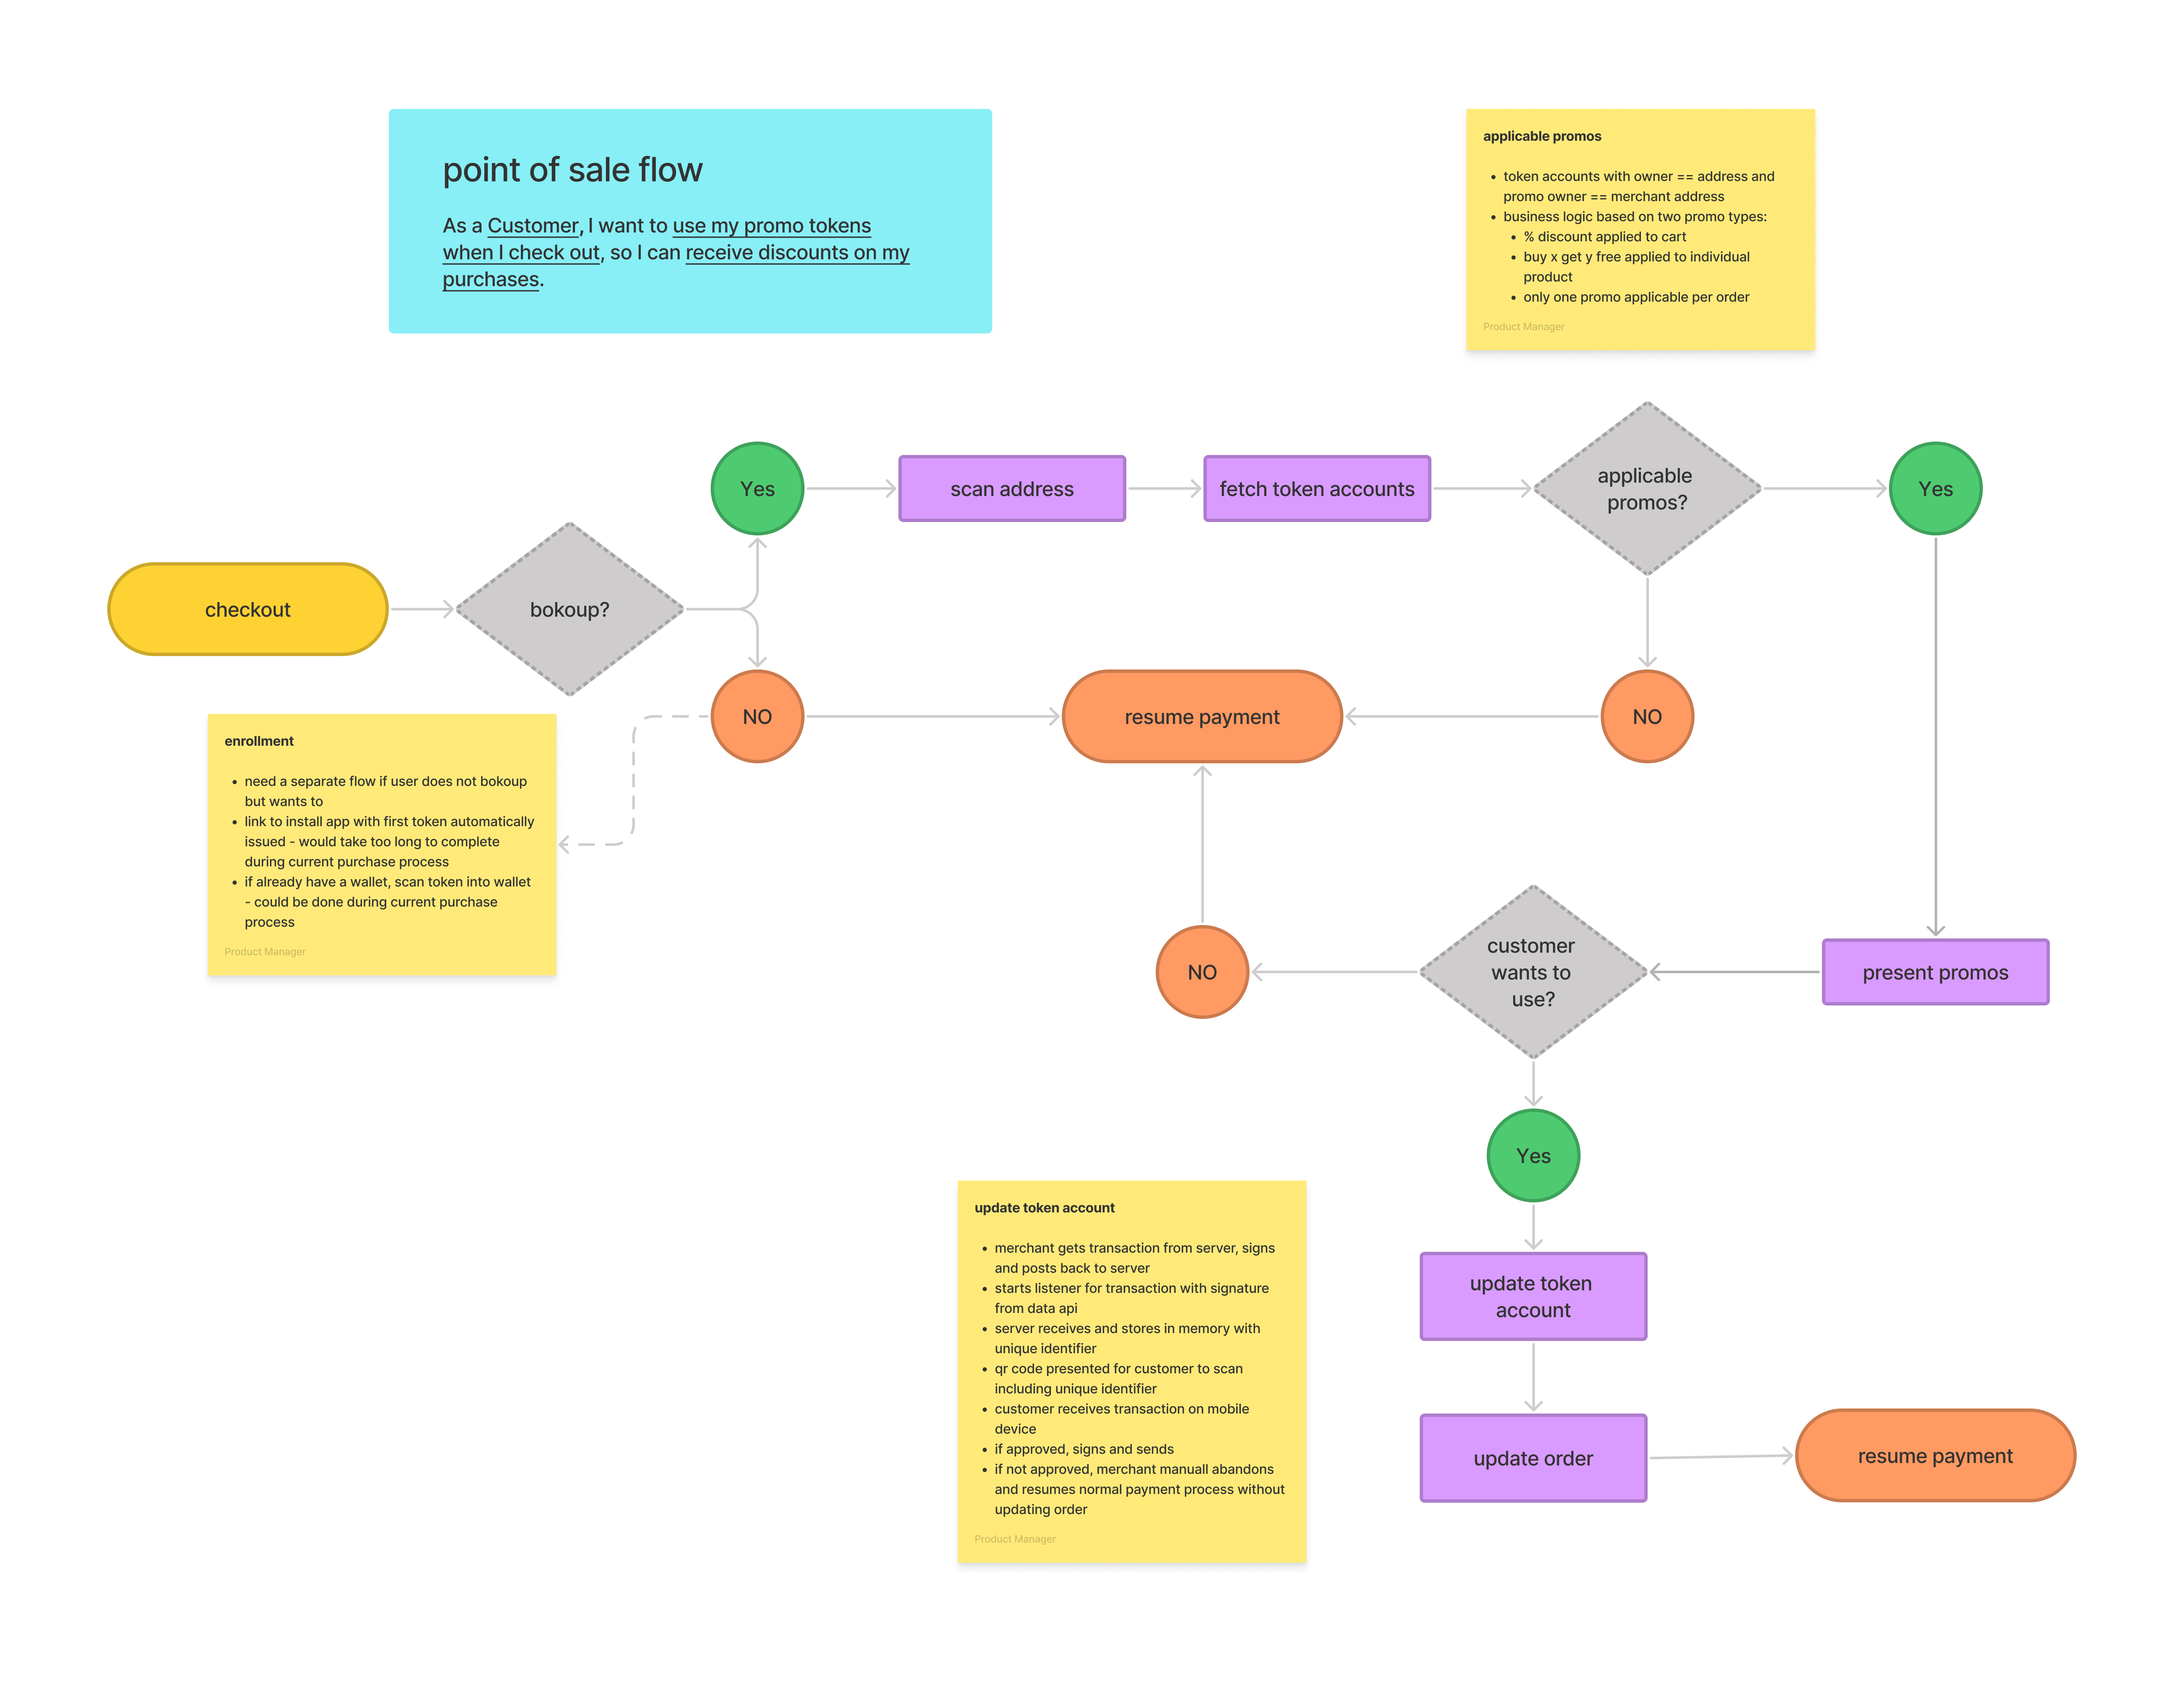 point of sale flow
As a Customer, I want to use my promo tokens
when I check out, so I can receive discounts on my
purchases.
applicable promos
• token accounts with owner == address and
promo owner == merchant address
• business logic based on two promo types:
• % discount applied to cart
• buy x get y free applied to individual
product
• only one promo applicable per order
Product Manager
checkout
bokoup?
Yes
scan address
fetch token accounts
applicable
promos?
Yes
NO
resume payment
NO
enrollment
• need a separate flow if user does not bokoup
but wants to
• link to install app with first token automatically
issued - would take too long to complete
during current purchase process
• if already have a wallet, scan token into wallet
- could be done during current purchase
process
Product Manager
NO
customer
wants to
use?
present promos
Yes
update token account
• merchant gets transaction from server, signs
and posts back to server
• starts listener for transaction with signature
from data api
• server receives and stores in memory with
unique identifier
• qr code presented for customer to scan
including unique identifier
• customer receives transaction on mobile
device
• if approved, signs and sends
• if not approved, merchant manuall abandons
and resumes normal payment process without
updating order
Product Manager
update token
account
update order
resume payment